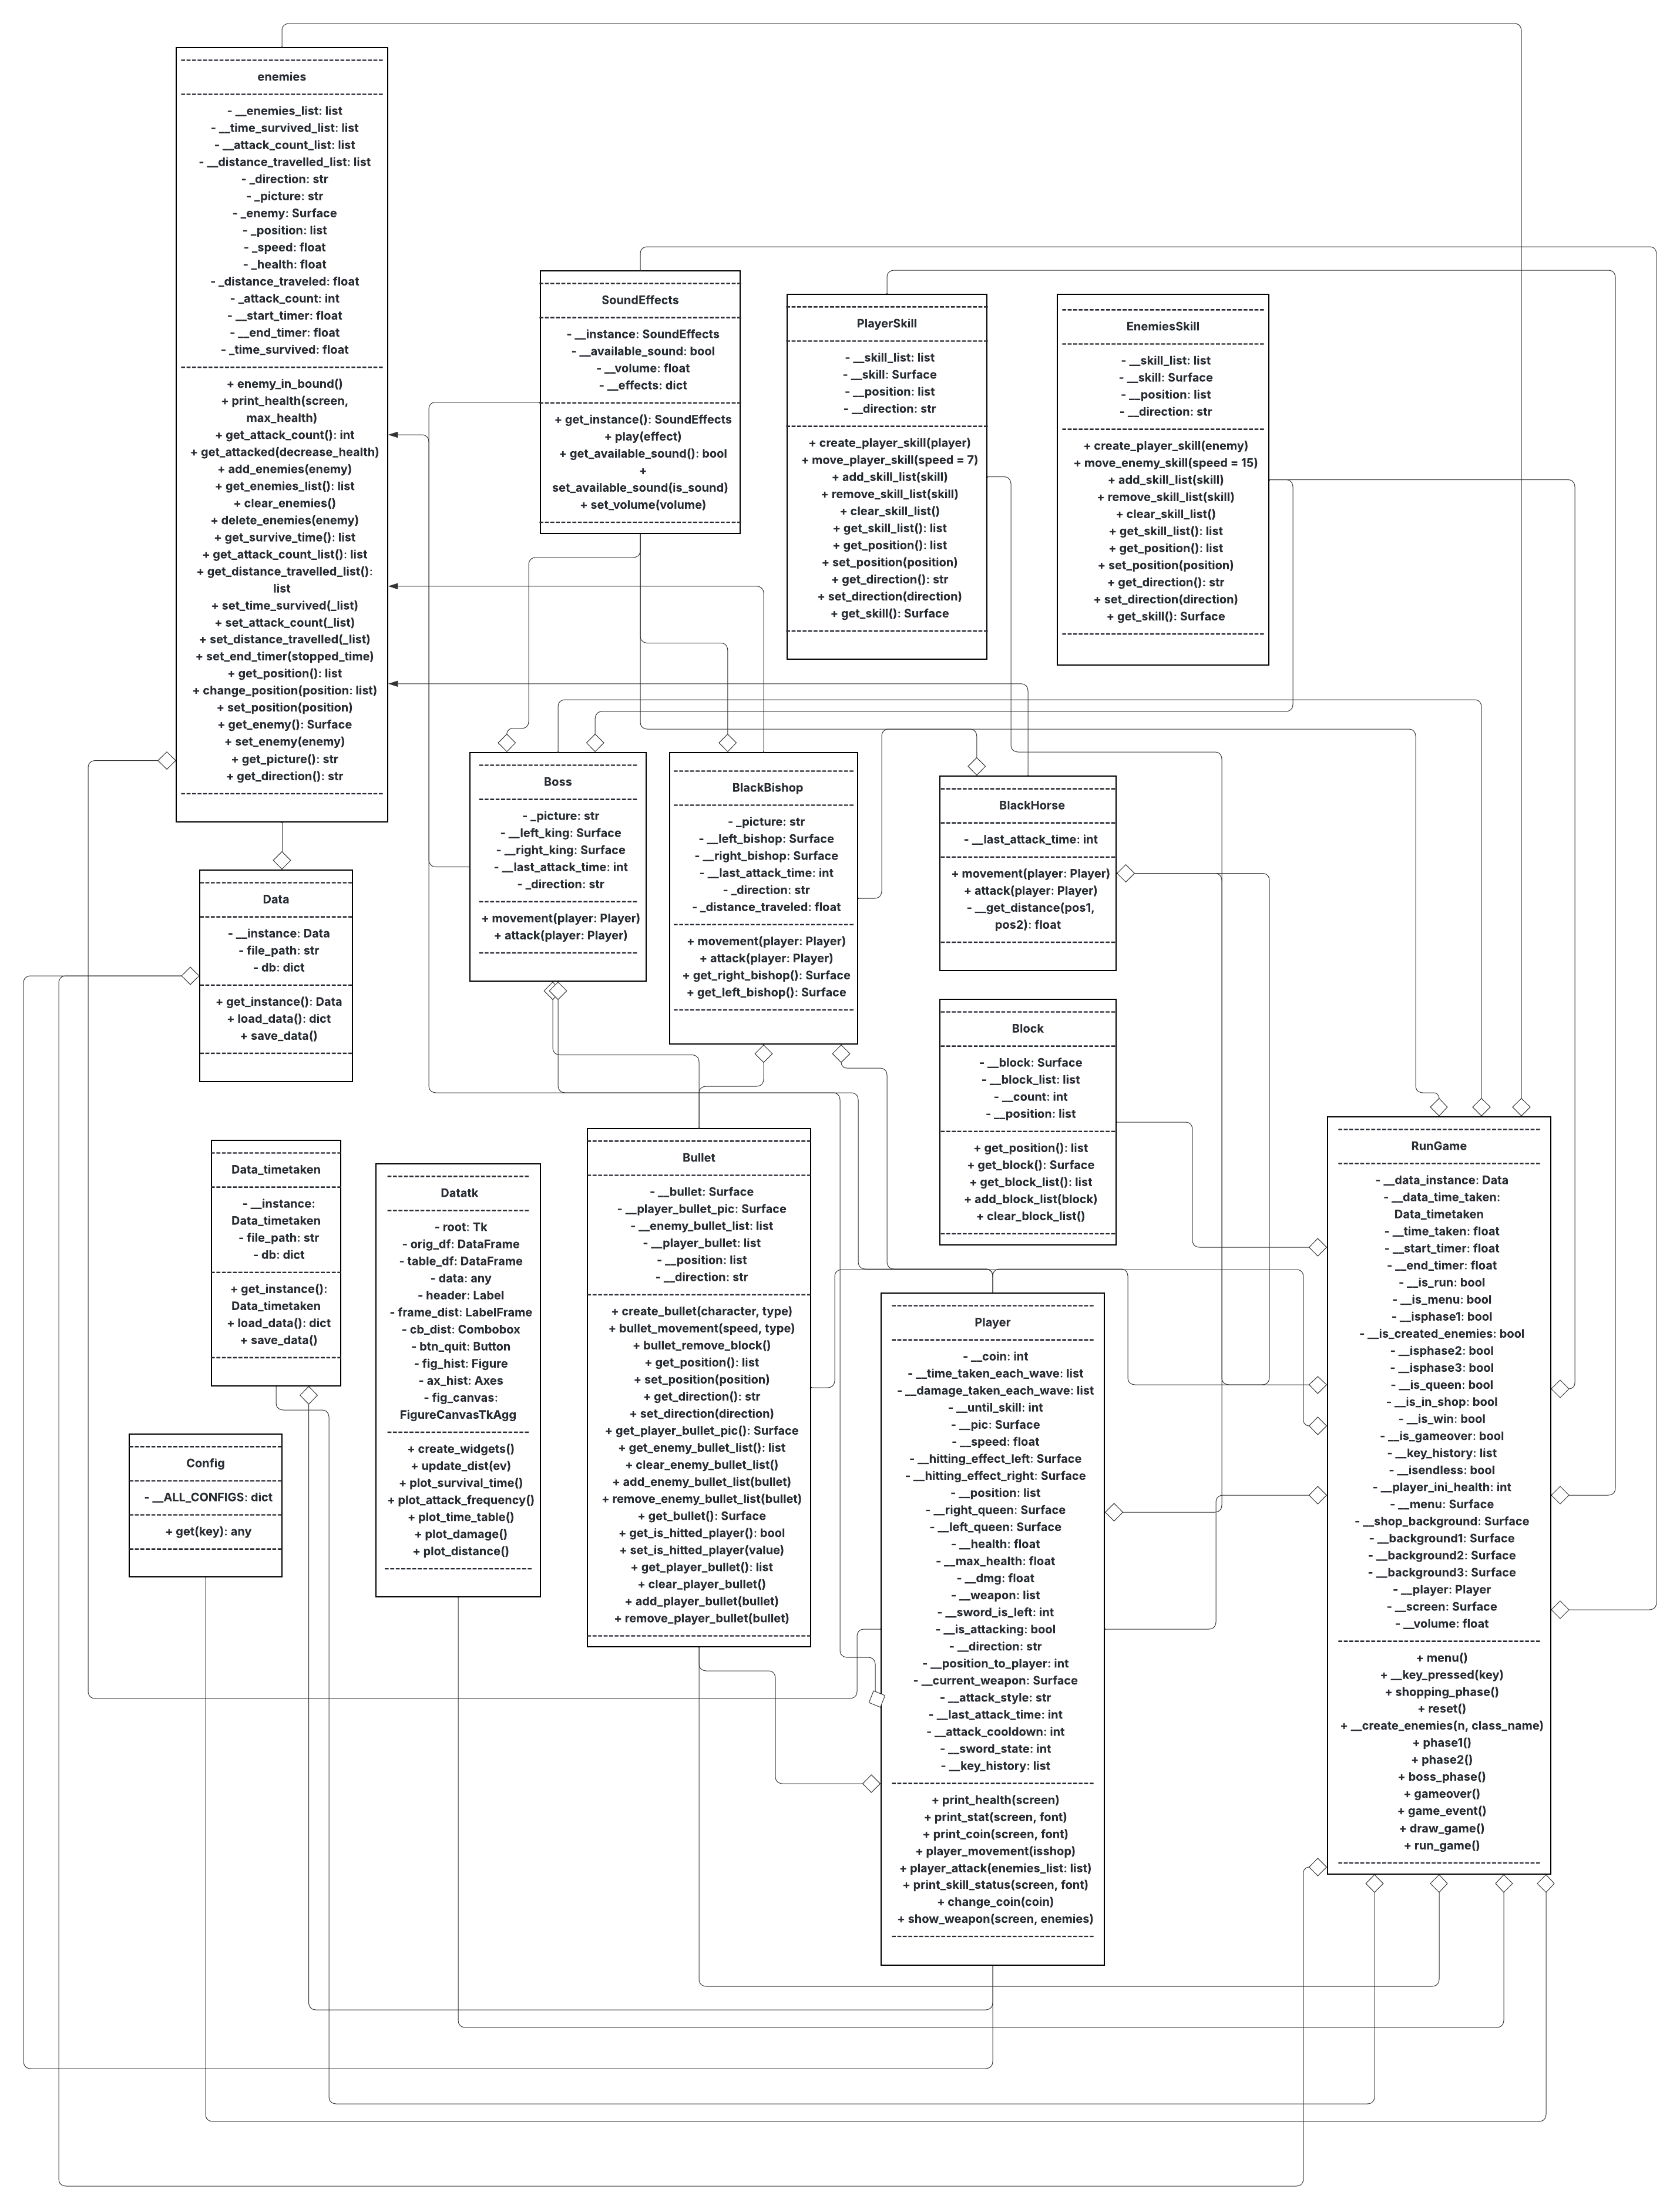 enemies
- __enemies_list: list
- __time_survived_list: list
- __attack_count_list: list
- __distance_travelled_list: list
- _direction: str
- _picture: str
- _enemy: Surface
- _position: list
- _speed: float
- _health: float
- _distance_traveled: float
- _attack_count: int
- __start_timer: float
- __end_timer: float
- _time_survived: float
+ enemy_in_bound()
+ print_health(screen,
max_health)
+ get_attack_count(): int
+ get_attacked(decrease_health)
+ add_enemies(enemy)
+ get_enemies_list(): list
+ clear_enemies()
+ delete_enemies(enemy)
+ get_survive_time(): list
+ get_attack_count_list(): list
+ get_distance_travelled_list():
list
+ set_time_survived(_list)
+ set_attack_count(_list)
+ set_distance_travelled(_list)
+ set_end_timer(stopped_time)
+ get_position(): list
+ change_position(position: list)
+ set_position(position)
+ get_enemy(): Surface
+ set_enemy(enemy)
+ get_picture(): str
+ get_direction(): str
SoundEffects
- __instance: SoundEffects
- __available_sound: bool
- __volume: float
- __effects: dict
+ get_instance(): SoundEffects
+ play(effect)
+ get_available_sound(): bool
+
set_available_sound(is_sound)
+ set_volume(volume)
PlayerSkill
- __skill_list: list
- __skill: Surface
- __position: list
- __direction: str
+ create_player_skill(player)
+ move_player_skill(speed = 7)
+ add_skill_list(skill)
+ remove_skill_list(skill)
+ clear_skill_list()
+ get_skill_list(): list
+ get_position(): list
+ set_position(position)
+ get_direction(): str
+ set_direction(direction)
+ get_skill(): Surface
EnemiesSkill
- __skill_list: list
- __skill: Surface
- __position: list
- __direction: str
+ create_player_skill(enemy)
+ move_enemy_skill(speed = 15)
+ add_skill_list(skill)
+ remove_skill_list(skill)
+ clear_skill_list()
+ get_skill_list(): list
+ get_position(): list
+ set_position(position)
+ get_direction(): str
+ set_direction(direction)
+ get_skill(): Surface
Boss
- _picture: str
- __left_king: Surface
- __right_king: Surface
- __last_attack_time: int
- _direction: str
+ movement(player: Player)
+ attack(player: Player)
BlackBishop
- _picture: str
- __left_bishop: Surface
- __right_bishop: Surface
- __last_attack_time: int
- _direction: str
- _distance_traveled: float
+ movement(player: Player)
+ attack(player: Player)
+ get_right_bishop(): Surface
+ get_left_bishop(): Surface
BlackHorse
- __last_attack_time: int
+ movement(player: Player)
+ attack(player: Player)
- __get_distance(pos1,
pos2): float
Data
- __instance: Data
- file_path: str
- db: dict
+ get_instance(): Data
+ load_data(): dict
+ save_data()
Block
- __block: Surface
- __block_list: list
- __count: int
- __position: list
+ get_position(): list
+ get_block(): Surface
+ get_block_list(): list
+ add_block_list(block)
+ clear_block_list()
Data_timetaken
- __instance:
Data_timetaken
- file_path: str
- db: dict
+ get_instance():
Data_timetaken
+ load_data(): dict
+ save_data()
Datatk
- root: Tk
- orig_df: DataFrame
- table_df: DataFrame
- data: any
- header: Label
- frame_dist: LabelFrame
- cb_dist: Combobox
- btn_quit: Button
- fig_hist: Figure
- ax_hist: Axes
- fig_canvas:
FigureCanvasTkAgg
+ create_widgets()
+ update_dist(ev)
+ plot_survival_time()
+ plot_attack_frequency()
+ plot_time_table()
+ plot_damage()
+ plot_distance()
Bullet
- __bullet: Surface
- __player_bullet_pic: Surface
- __enemy_bullet_list: list
- __player_bullet: list
- __position: list
- __direction: str
+ create_bullet(character, type)
+ bullet_movement(speed, type)
+ bullet_remove_block()
+ get_position(): list
+ set_position(position)
+ get_direction(): str
+ set_direction(direction)
+ get_player_bullet_pic(): Surface
+ get_enemy_bullet_list(): list
+ clear_enemy_bullet_list()
+ add_enemy_bullet_list(bullet)
+ remove_enemy_bullet_list(bullet)
+ get_bullet(): Surface
+ get_is_hitted_player(): bool
+ set_is_hitted_player(value)
+ get_player_bullet(): list
+ clear_player_bullet()
+ add_player_bullet(bullet)
+ remove_player_bullet(bullet)
Config
- __ALL_CONFIGS: dict
+ get(key): any
Player
- __coin: int
- __time_taken_each_wave: list
- __damage_taken_each_wave: list
- __until_skill: int
- __pic: Surface
- __speed: float
- __hitting_effect_left: Surface
- __hitting_effect_right: Surface
- __position: list
- __right_queen: Surface
- __left_queen: Surface
- __health: float
- __max_health: float
- __dmg: float
- __weapon: list
- __sword_is_left: int
- __is_attacking: bool
- __direction: str
- __position_to_player: int
- __current_weapon: Surface
- __attack_style: str
- __last_attack_time: int
- __attack_cooldown: int
- __sword_state: int
- __key_history: list
+ print_health(screen)
+ print_stat(screen, font)
+ print_coin(screen, font)
+ player_movement(isshop)
+ player_attack(enemies_list: list)
+ print_skill_status(screen, font)
+ change_coin(coin)
+ show_weapon(screen, enemies)
RunGame
- __data_instance: Data
- __data_time_taken:
Data_timetaken
- __time_taken: float
- __start_timer: float
- __end_timer: float
- __is_run: bool
- __is_menu: bool
- __isphase1: bool
- __is_created_enemies: bool
- __isphase2: bool
- __isphase3: bool
- __is_queen: bool
- __is_in_shop: bool
- __is_win: bool
- __is_gameover: bool
- __key_history: list
- __isendless: bool
- __player_ini_health: int
- __menu: Surface
- __shop_background: Surface
- __background1: Surface
- __background2: Surface
- __background3: Surface
- __player: Player
- __screen: Surface
- __volume: float
+ menu()
+ __key_pressed(key)
+ shopping_phase()
+ reset()
+ __create_enemies(n, class_name)
+ phase1()
+ phase2()
+ boss_phase()
+ gameover()
+ game_event()
+ draw_game()
+ run_game()